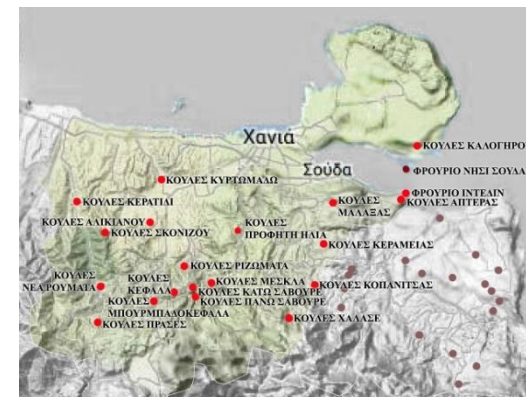 Χανιά
ΚΟΥΛΕΣ ΚΑΛΟΓΗΡΟ
Σούδα
ΦΡΟΥΡΙΟ ΝΗΣΙ ΣΟΥΔΑ
ΚΟΥΛΕΣ ΚΥΡΤΩΜΑΔΩ
ΦΡΟΥΡΙΟ ΙΝΤΕΙΝ
ΚΟΥΛΕΣ ΑΠΤΕΡΑΣ
ΚΟΥΛΕΣ ΚΕΡΑΤΙΔΙ
ΚΟΥΛΕΣ
ΜΑΛΑΞΑΣ
ΚΟΥΛΕΣ ΑΛΙΚΙΑΝΟΥ
ΚΟΥΛΕΣ ΣΚΟΝΙΖΟΥ
ΚΟΥΛΕΣ
ΠΡΟΦΗΤΗ ΗΛΙΑ
ΚΟΥΛΕΣ ΚΕΡΑΜΕΙΑΣ
ΚΟΥΛΕΣ ΡΙΖΩΜΑΤΑ
ΚΟΥΛΕΣ
ΝΕΑ ΡΟΥΜΑΤΑ
ΚΟΥΛΕΣ
ΚΕΦΑΛΑ
ΚΟΥΛΕΣ ΜΕΣΚΛΑ
ΚΟΥΛΕΣ ΚΑΤΩ ΣΑΒΟΥΡΕ
ΚΟΥΛΕΣ ΠΑΝΩ ΣΑΒΟΥΡΕ
ΚΟΥΛΕΣ ΚΟΠΑΝΙΤΣΑΣ
ΚΟΥΛΕΣ
ΜΠΟΥΡΜΠΑΔΟΚΕΦΑΛΑ
ΚΟΥΛΕΣ ΠΡΑΣΕΣ
ΚΟΥΛΕΣ ΧΑΛΑΣΕ